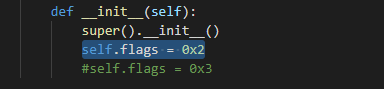 def __init__(self):
super().__init__()
self.flags = 0x2
#self.flags = 0x3